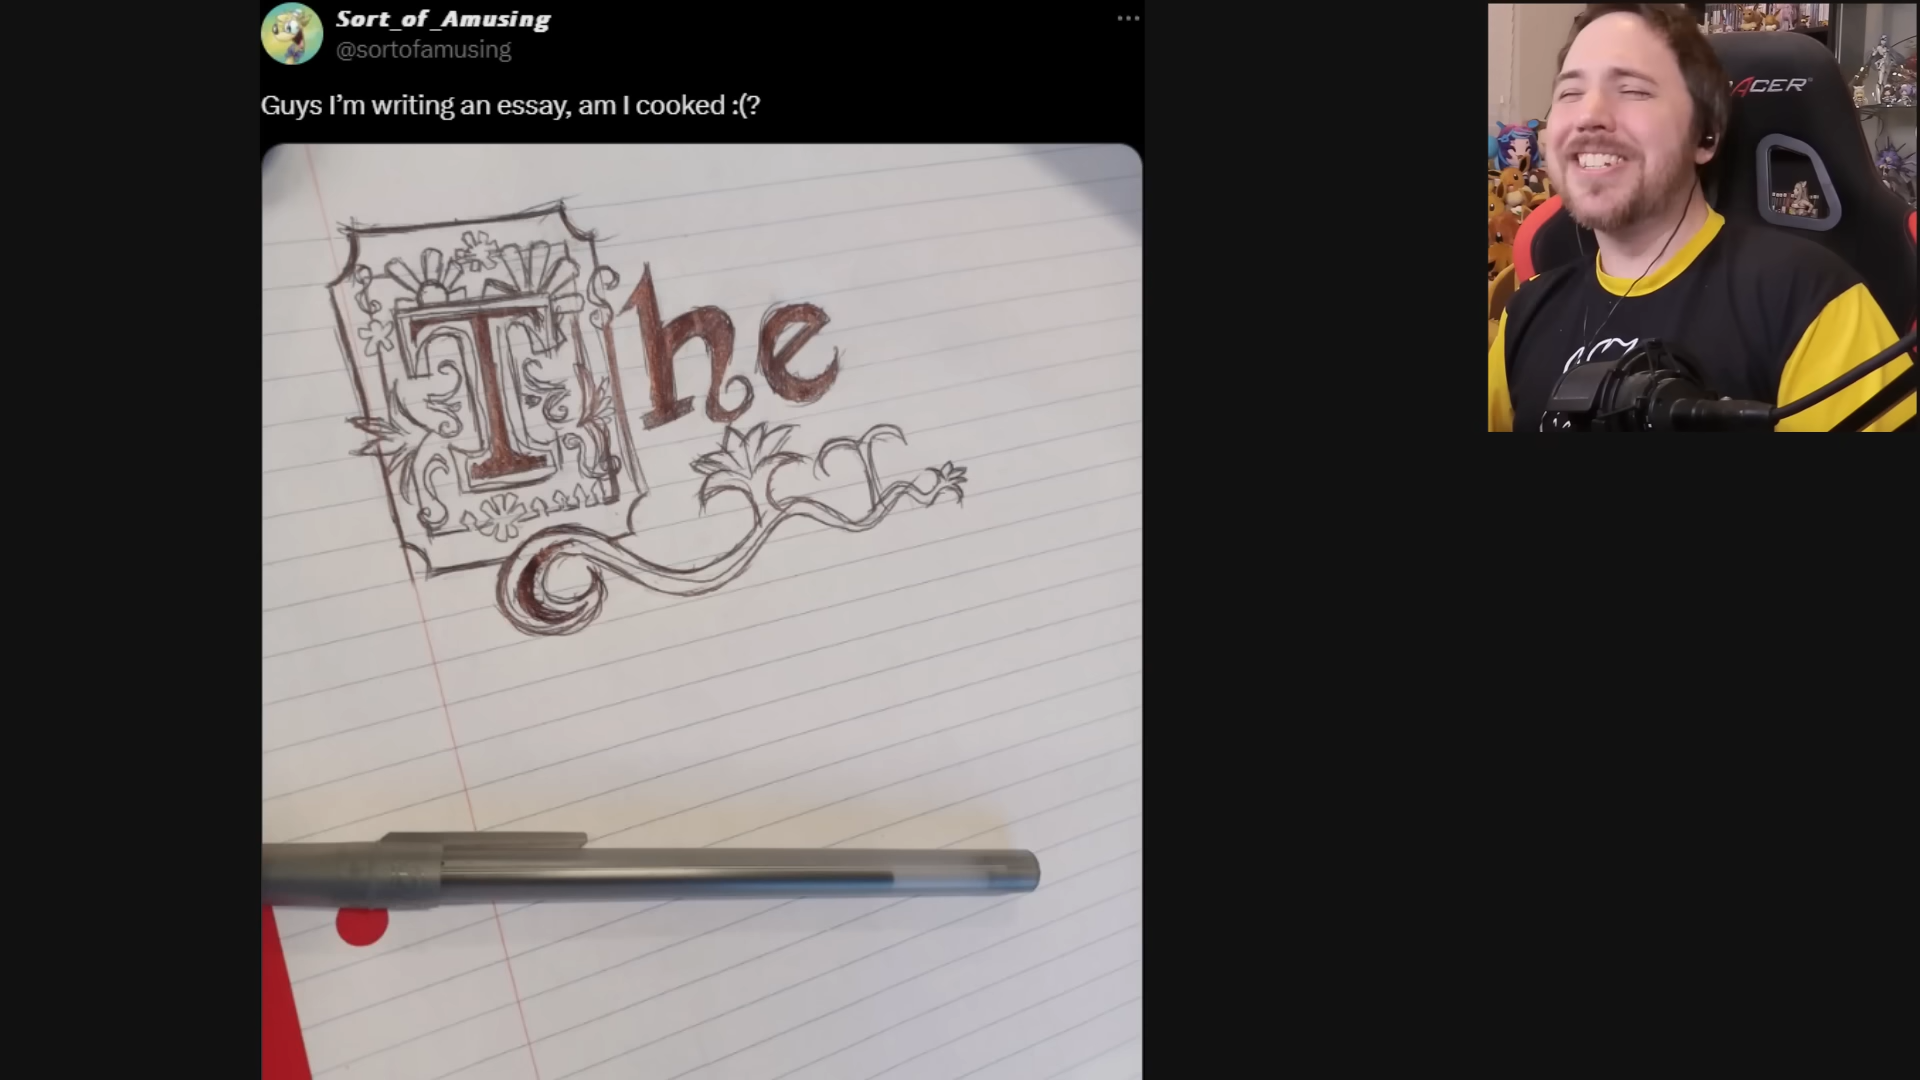 Sort_of_Amusing
@sortofamusing
Guys I’m writing an essay, am I cooked :(?
The